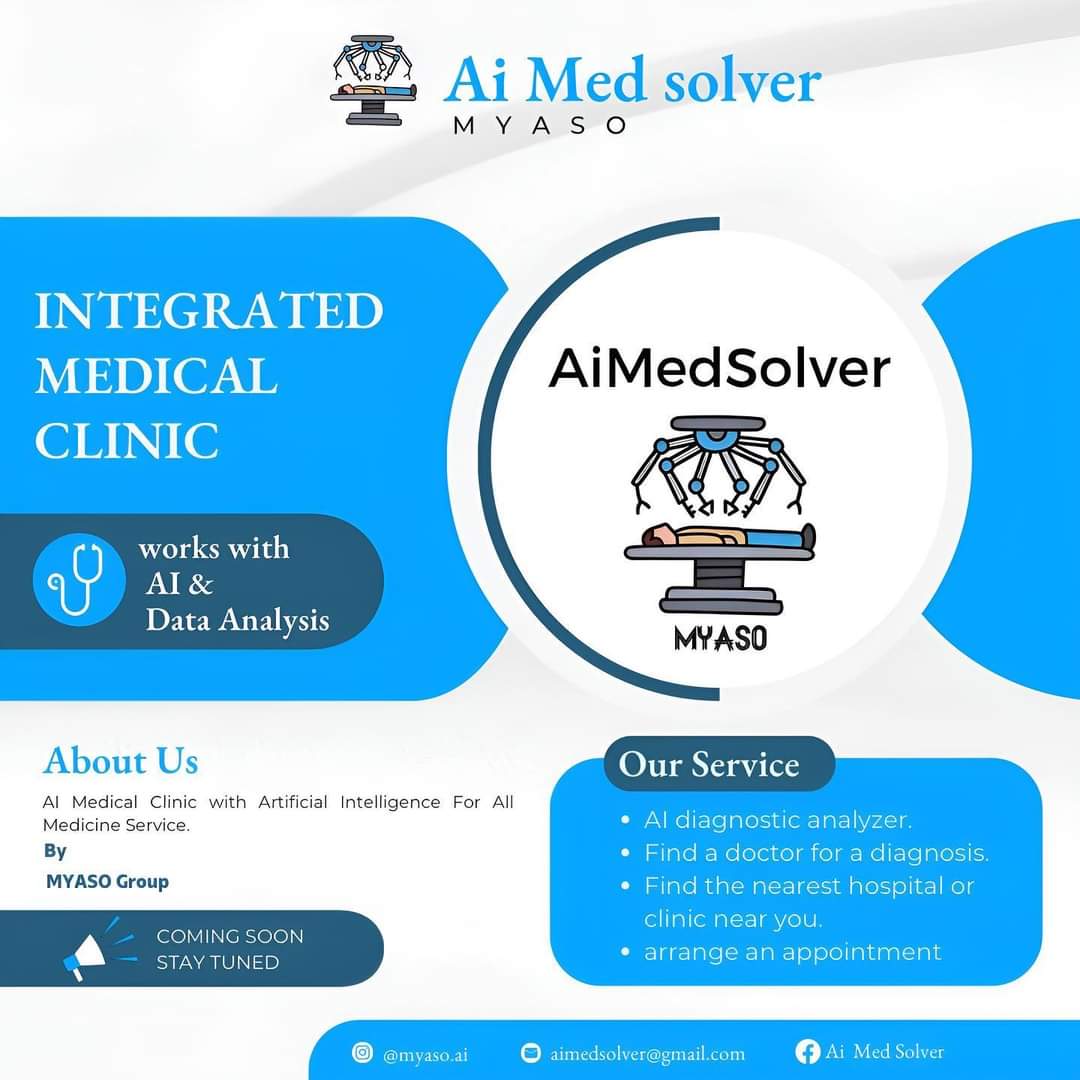 Ai Med solver
MYASO
INTEGRATED
MEDICAL
CLINIC
works with
AI &
Data Analysis
AiMedSolver
MYASO
About Us
AI Medical Clinic with Artificial Intelligence For All
Medicine Service.
By
MYASO Group
COMING SOON
STAY TUNED
Our Service
• AI diagnostic analyzer.
• Find a doctor for a diagnosis.
• Find the nearest hospital or
clinic near you.
• arrange an appointment
@myaso.ai
aimedsolver@gmail.com
Ai Med Solver